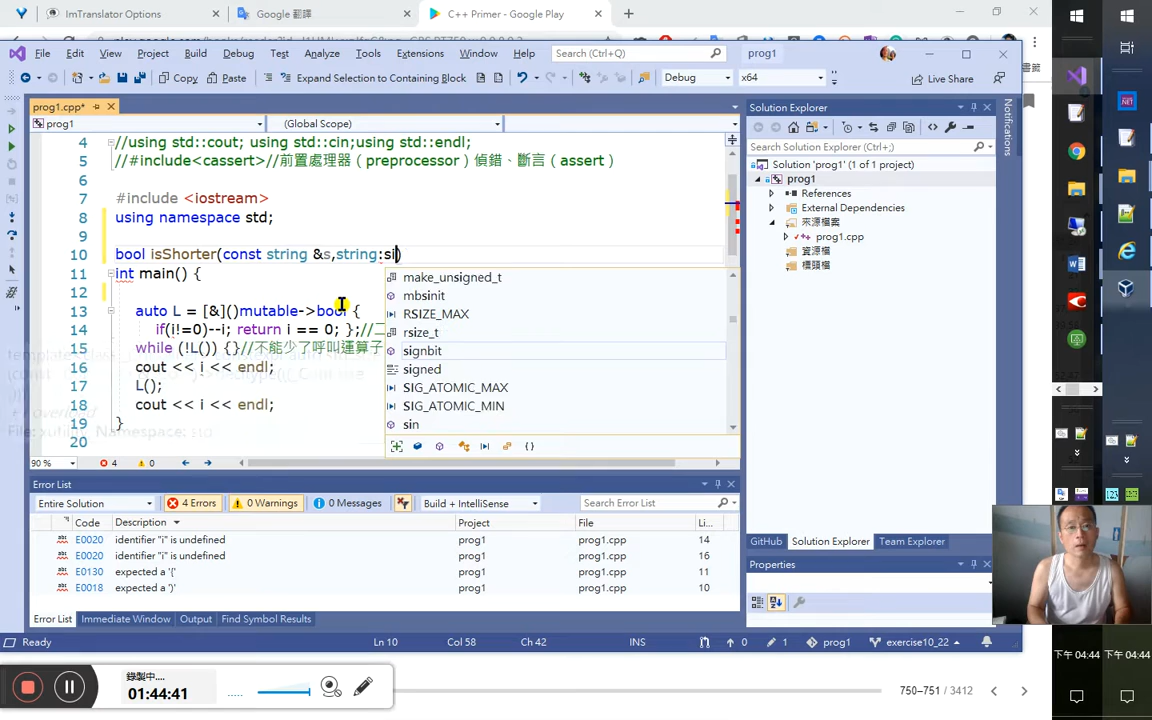 ImTranslator Options
Google 翻譯
C++ Primer - Google Play
File Edit View Project Build Debug Test Analyze Tools Extensions Window Help Search (Ctrl+Q) prog1
Copy Paste Expand Selection to Containing Block Debug x64 Live Share
prog1.cpp*
prog1 (Global Scope)
4 //using std::cout; using std::cin;using std::endl;
5 //#include<cassert>//前置處理器（preprocessor）偵錯、斷言（assert）
6
7 #include <iostream>
8 using namespace std;
9
10 bool isShorter(const string &s,string:si)
11 int main() {
12
13 auto L = [&]()mutable->bool {
14 if(i!=0)--i; return i == 0; };//二
15 while (!L()) {}//不能少了呼叫運算子
16 cout << i << endl;
17 L();
18 cout << i << endl;
19 }
20
make_unsigned_t
mbsinit
RSIZE_MAX
rsize_t
signbit
signed
SIG_ATOMIC_MAX
SIG_ATOMIC_MIN
sin
90 % 4 0
Error List
Entire Solution 4 Errors 0 Warnings 0 Messages Build + IntelliSense Search Error List
Code Description Project File Li...
E0020 identifier "i" is undefined prog1 prog1.cpp 14
E0020 identifier "i" is undefined prog1 prog1.cpp 16
E0130 expected a '{' prog1 prog1.cpp 11
E0018 expected a ')' prog1 prog1.cpp 10
Error List Immediate Window Output Find Symbol Results
Ready Ln 10 Col 58 Ch 42 INS 0 1 prog1 exercise10_22
Solution Explorer
Search Solution Explorer (Ctrl+;)
Solution 'prog1' (1 of 1 project)
prog1
References
External Dependencies
來源檔案
prog1.cpp
資源檔
標頭檔
GitHub Solution Explorer Team Explorer
Properties
Notifications
錄製中...
01:44:41
750–751 / 3412
下午 04:44 下午 04:44